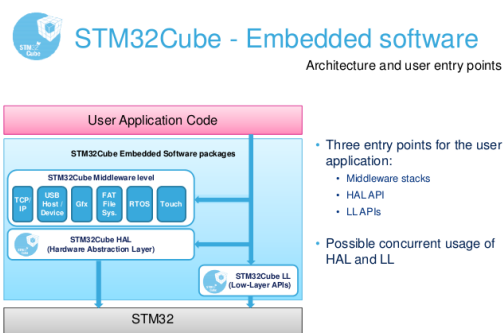 STM32Cube - Embedded software
Architecture and user entry points
User Application Code
STM32Cube Embedded Software packages
STM32Cube Middleware level
TCP/
IP
USB
Host /
Device
Gfx
FAT
File
Sys.
RTOS
Touch
STM32Cube HAL
(Hardware Abstraction Layer)
STM32Cube LL
(Low-Layer APIs)
STM32
• Three entry points for the user
application:
• Middleware stacks
• HAL API
• LL APIs
• Possible concurrent usage of
HAL and LL